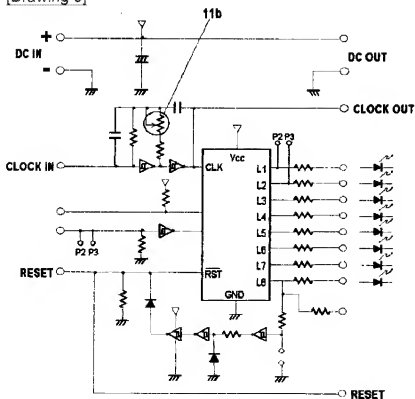 [Drawing 6]
11b
+
DC IN
-
DC OUT
CLOCK OUT
CLOCK IN
CLK
Vcc
P2 P3
L1
L2
L3
L4
L5
L6
L7
L8
P2 P3
RESET
RST
GND
RESET